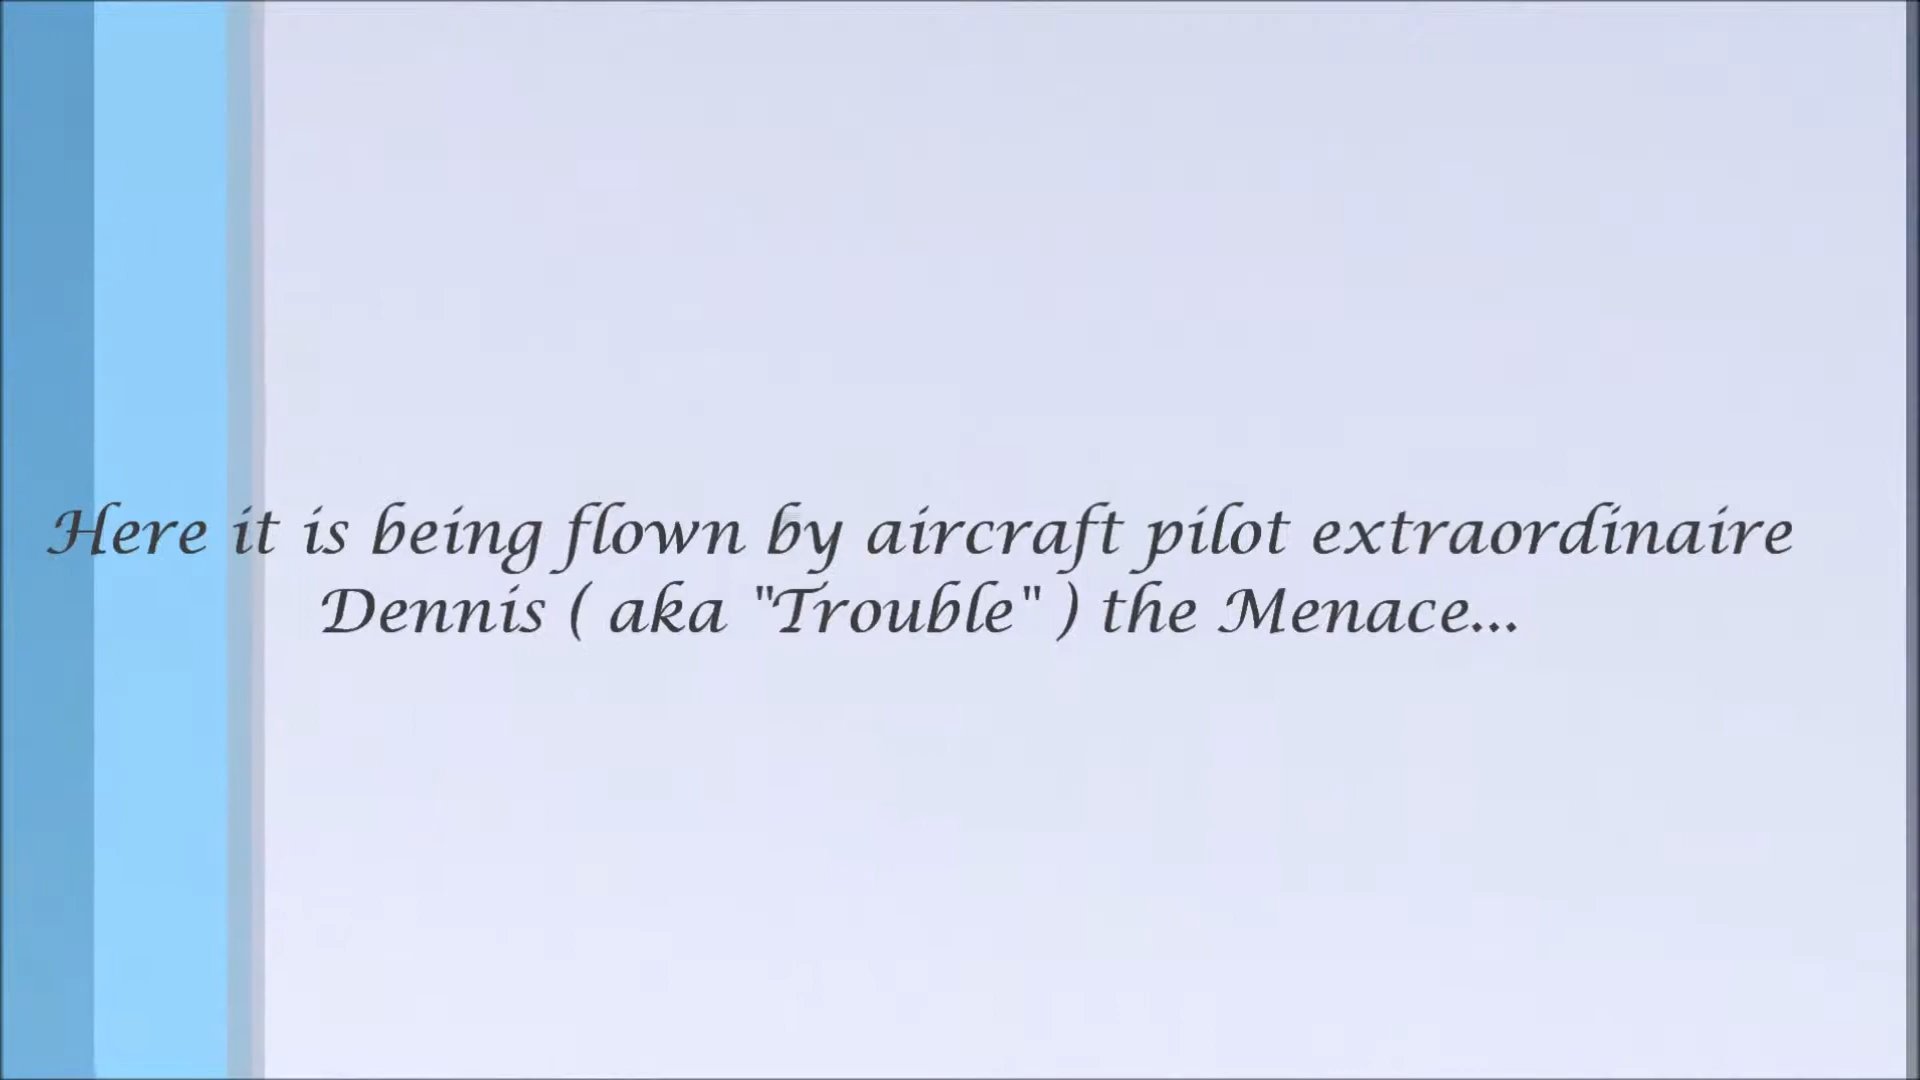 Here it is being flown by aircraft pilot extraordinaire
Dennis ( aka "Trouble" ) the Menace...